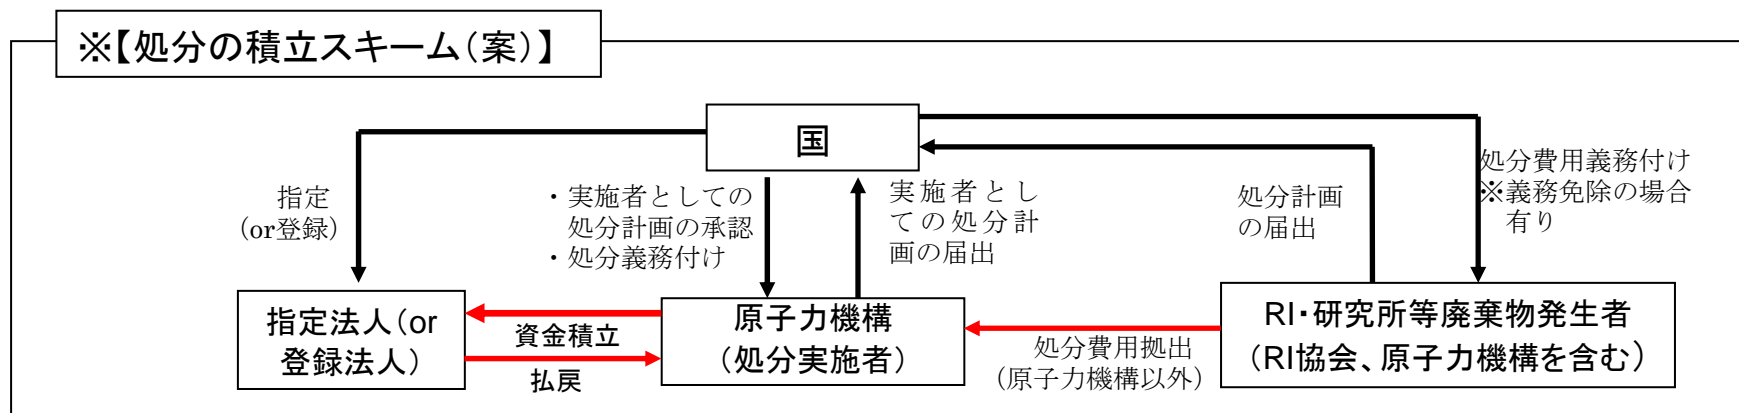 ※【処分の積立スキーム（案）】
国
指定
（or登録）
・実施者としての
処分計画の承認
・処分義務付け
実施者とし
ての処分計
画の届出
処分計画
の届出
処分費用義務付け
※義務免除の場合
有り
指定法人（or
登録法人）
資金積立
払戻
原子力機構
（処分実施者）
処分費用拠出
（原子力機構以外）
RI・研究所等廃棄物発生者
（RI協会、原子力機構を含む）